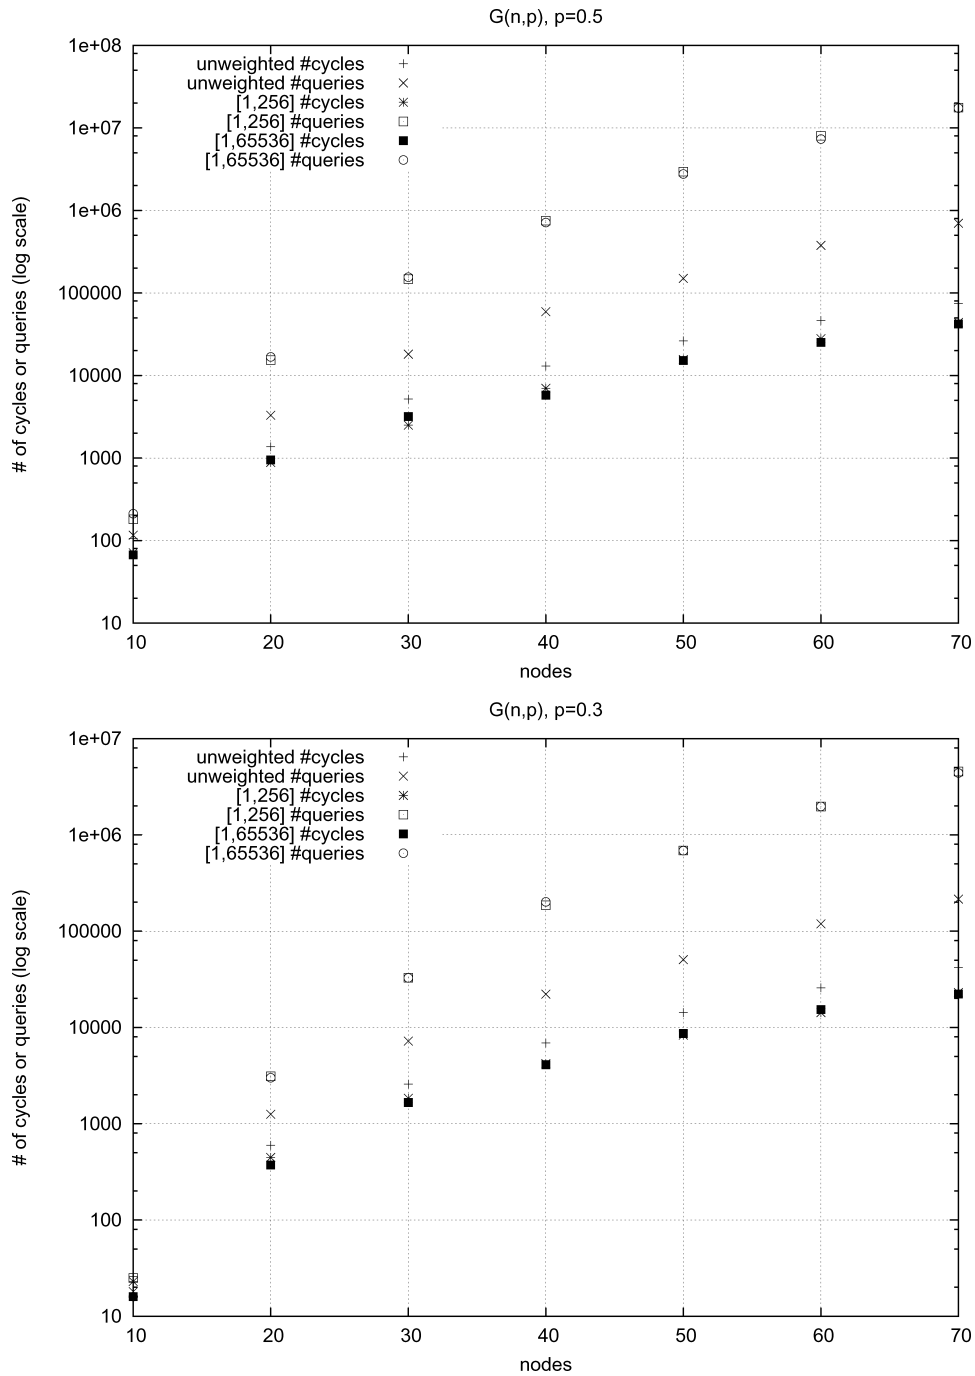 G(n,p), p=0.5
1e+08
unweighted #cycles
unweighted #queries
[1,256] #cycles
[1,256] #queries
1e+07
[1,65536] #cycles
[1,65536] #queries
1e+06
# of cycles or queries (log scale)
100000
10000
1000
100
10
10 20 30 40 50 60 70
nodes
G(n,p), p=0.3
1e+07
unweighted #cycles
unweighted #queries
[1,256] #cycles
[1,256] #queries
1e+06
[1,65536] #cycles
[1,65536] #queries
# of cycles or queries (log scale)
100000
10000
1000
100
10
10 20 30 40 50 60 70
nodes